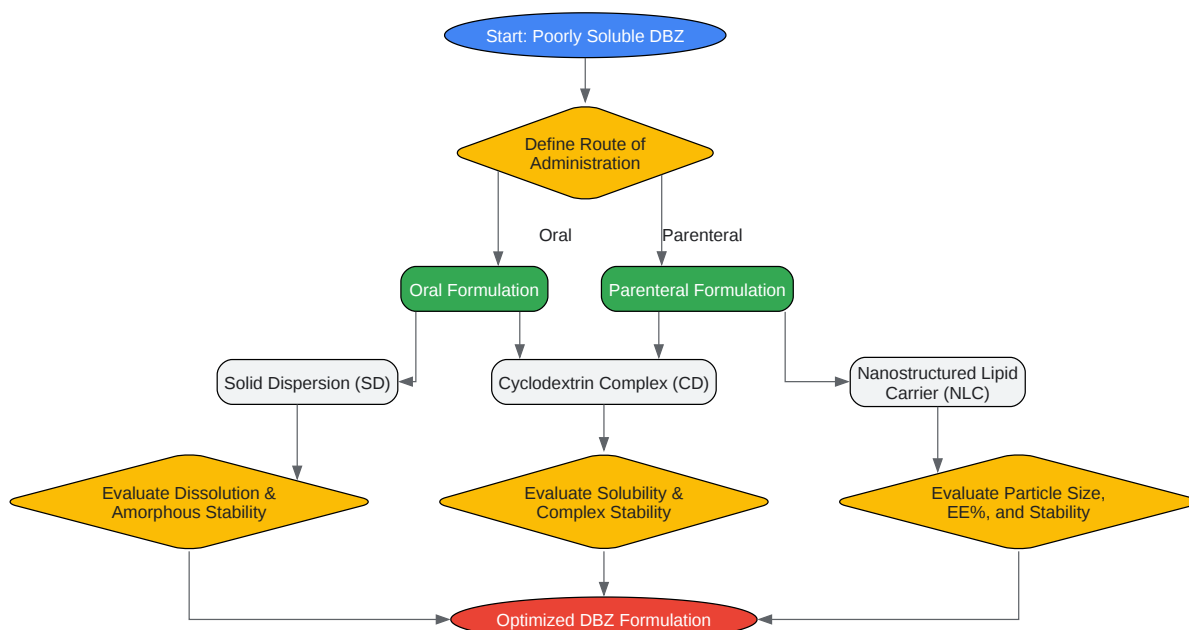 Start: Poorly Soluble DBZ
Define Route of
Administration
Oral
Parenteral
Oral Formulation
Parenteral Formulation
Solid Dispersion (SD)
Cyclodextrin Complex (CD)
Nanostructured Lipid
Carrier (NLC)
Evaluate Dissolution &
Amorphous Stability
Evaluate Solubility &
Complex Stability
Evaluate Particle Size,
EE%, and Stability
Optimized DBZ Formulation